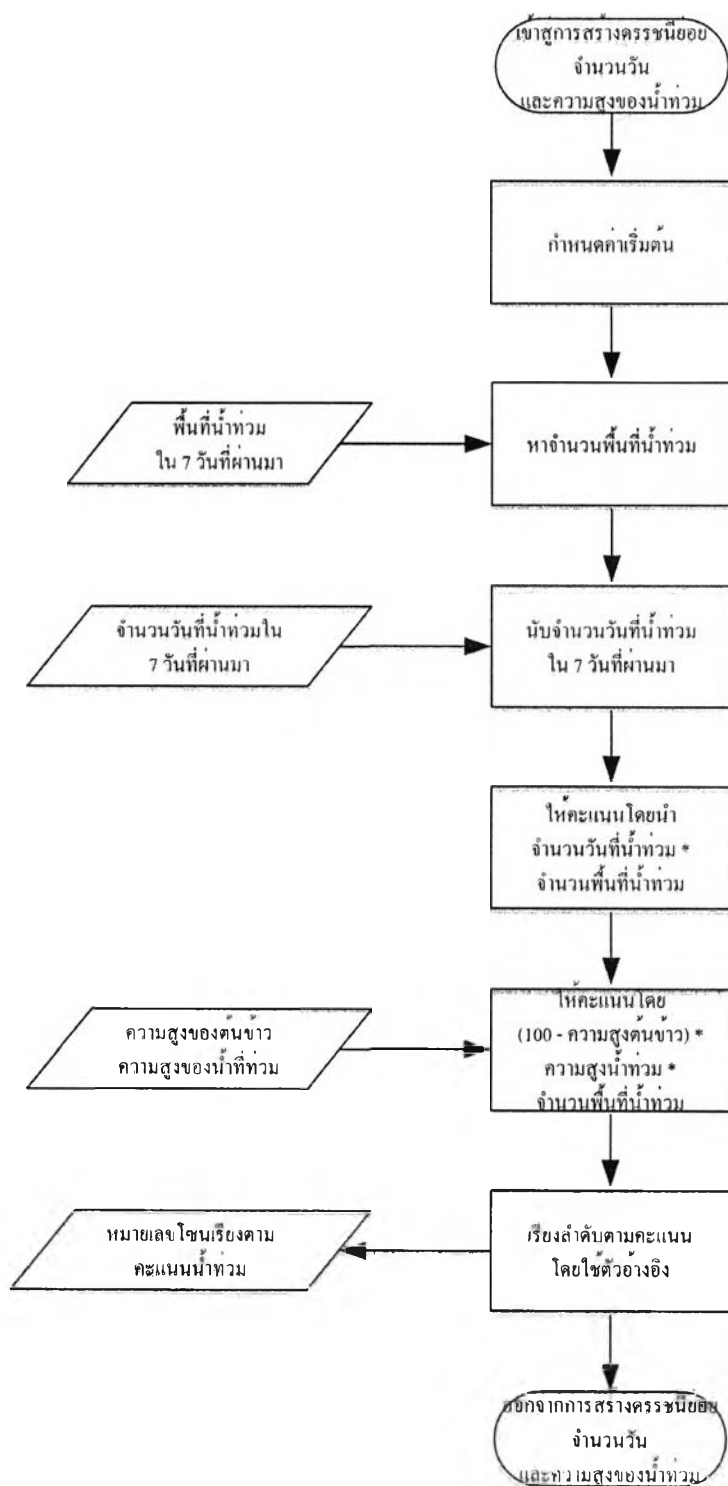 เข้าสู่การสร้างดรรชนีย่อย
จำนวนวัน
และความสูงของน้ำท่วม
กำหนดค่าเริ่มต้น
พื้นที่น้ำท่วม
ใน 7 วันที่ผ่านมา
หาจำนวนพื้นที่น้ำท่วม
จำนวนวันที่น้ำท่วมใน
7 วันที่ผ่านมา
นับจำนวนวันที่น้ำท่วม
ใน 7 วันที่ผ่านมา
ให้คะแนนโดยนำ
จำนวนวันที่น้ำท่วม *
จำนวนพื้นที่น้ำท่วม
ความสูงของต้นข้าว
ความสูงของน้ำที่ท่วม
ให้คะแนนโดย
(100 - ความสูงต้นข้าว) *
ความสูงน้ำท่วม *
จำนวนพื้นที่น้ำท่วม
หมายเลขโซนเรียงตาม
คะแนนน้ำท่วม
เรียงลำดับตามคะแนน
โดยใช้ตัวอ้างอิง
ออกจากการสร้างดรรชนีย่อย
จำนวนวัน
และความสูงของน้ำท่วม